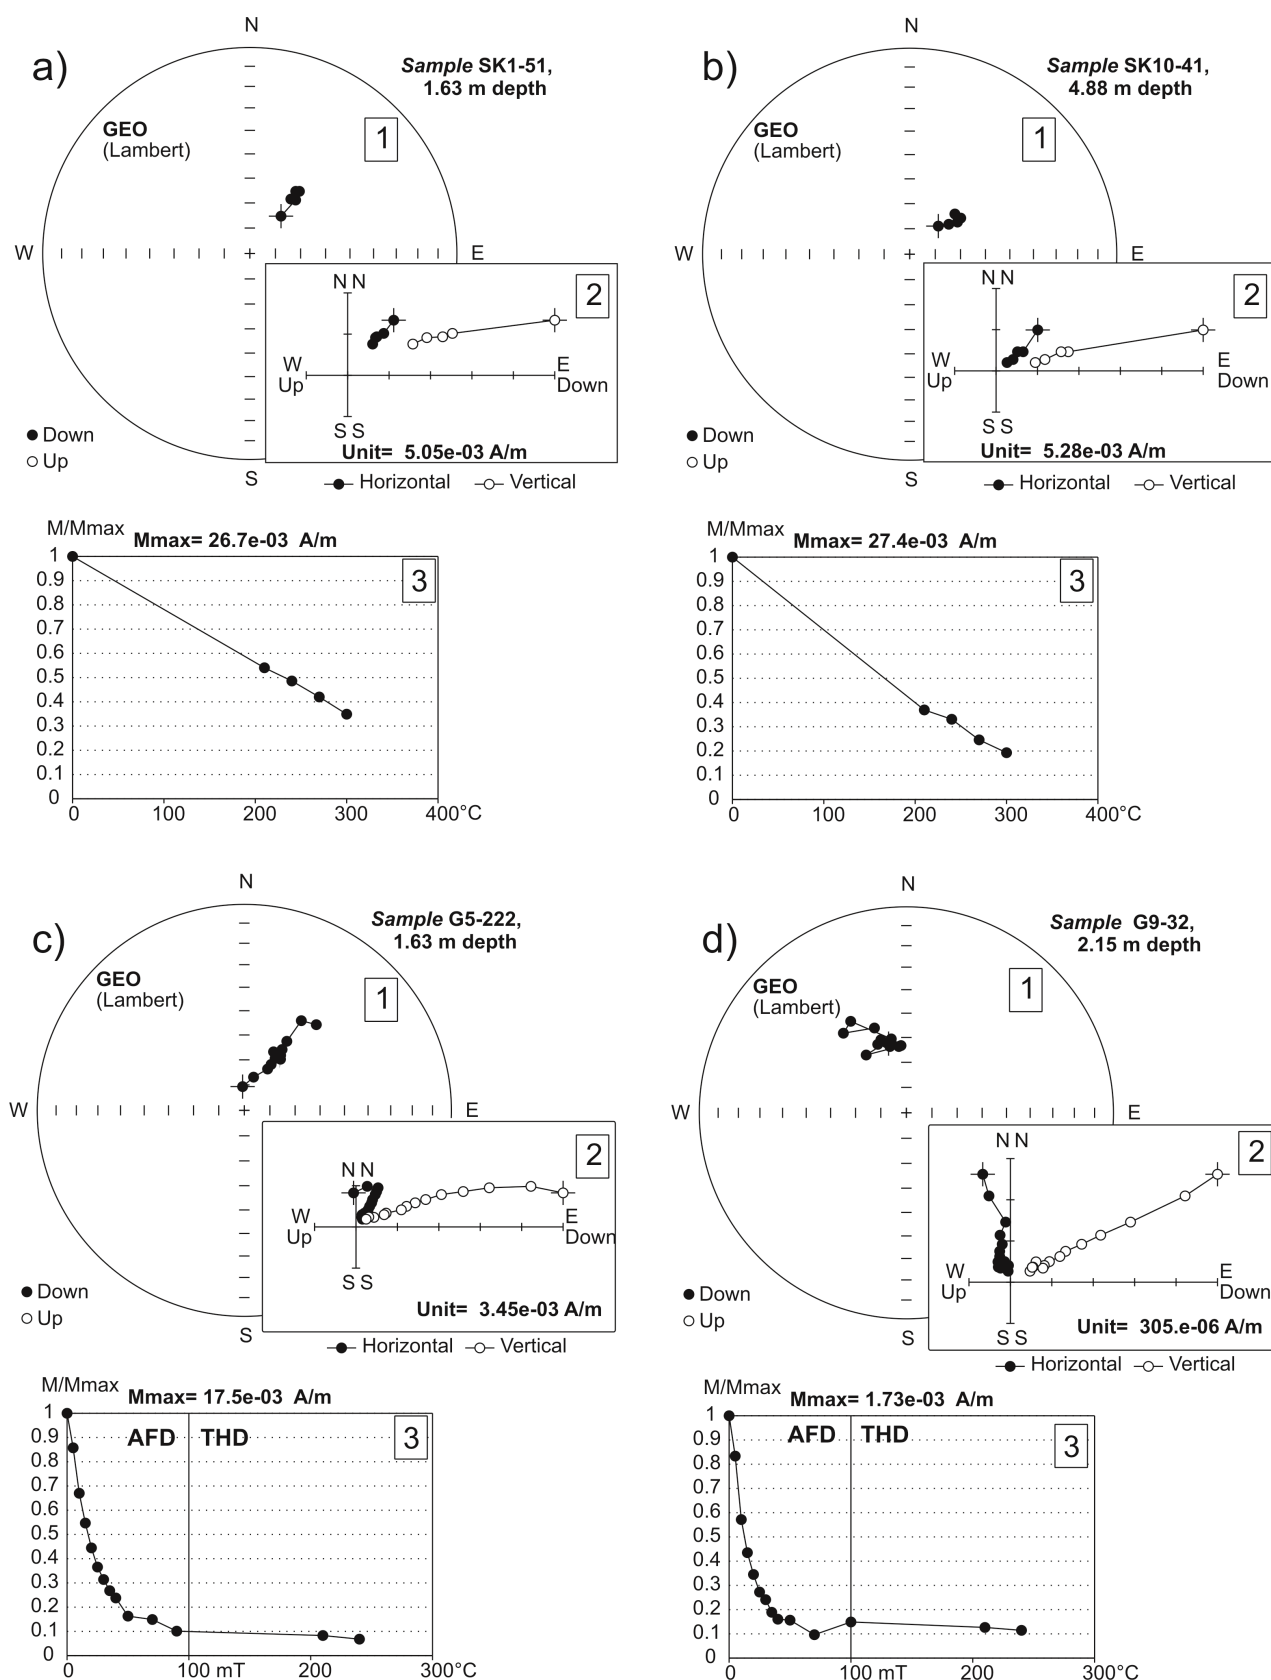 a)
N
Sample SK1-51,
1.63 m depth
GEO
(Lambert)
1
W
E
2
N N
W
Up
E
Down
S S
Unit= 5.05e-03 A/m
Down
Up
S
Horizontal Vertical
M/Mmax
Mmax= 26.7e-03 A/m
3
1
0.9
0.8
0.7
0.6
0.5
0.4
0.3
0.2
0.1
0
0 100 200 300 400°C
b)
N
Sample SK10-41,
4.88 m depth
GEO
(Lambert)
1
W
E
2
N N
W
Up
E
Down
S S
Unit= 5.28e-03 A/m
Down
Up
S
Horizontal Vertical
M/Mmax
Mmax= 27.4e-03 A/m
3
1
0.9
0.8
0.7
0.6
0.5
0.4
0.3
0.2
0.1
0
0 100 200 300 400°C
c)
N
Sample G5-222,
1.63 m depth
GEO
(Lambert)
1
W
E
2
N N
W
Up
E
Down
S S
Unit= 3.45e-03 A/m
Down
Up
S
Horizontal Vertical
M/Mmax
Mmax= 17.5e-03 A/m
AFD THD
3
1
0.9
0.8
0.7
0.6
0.5
0.4
0.3
0.2
0.1
0
0 100 mT 200 300°C
d)
N
Sample G9-32,
2.15 m depth
GEO
(Lambert)
1
W
E
2
N N
W
Up
E
Down
S S
Unit= 305.e-06 A/m
Down
Up
S
Horizontal Vertical
M/Mmax
Mmax= 1.73e-03 A/m
AFD THD
3
1
0.9
0.8
0.7
0.6
0.5
0.4
0.3
0.2
0.1
0
0 100 mT 200 300°C